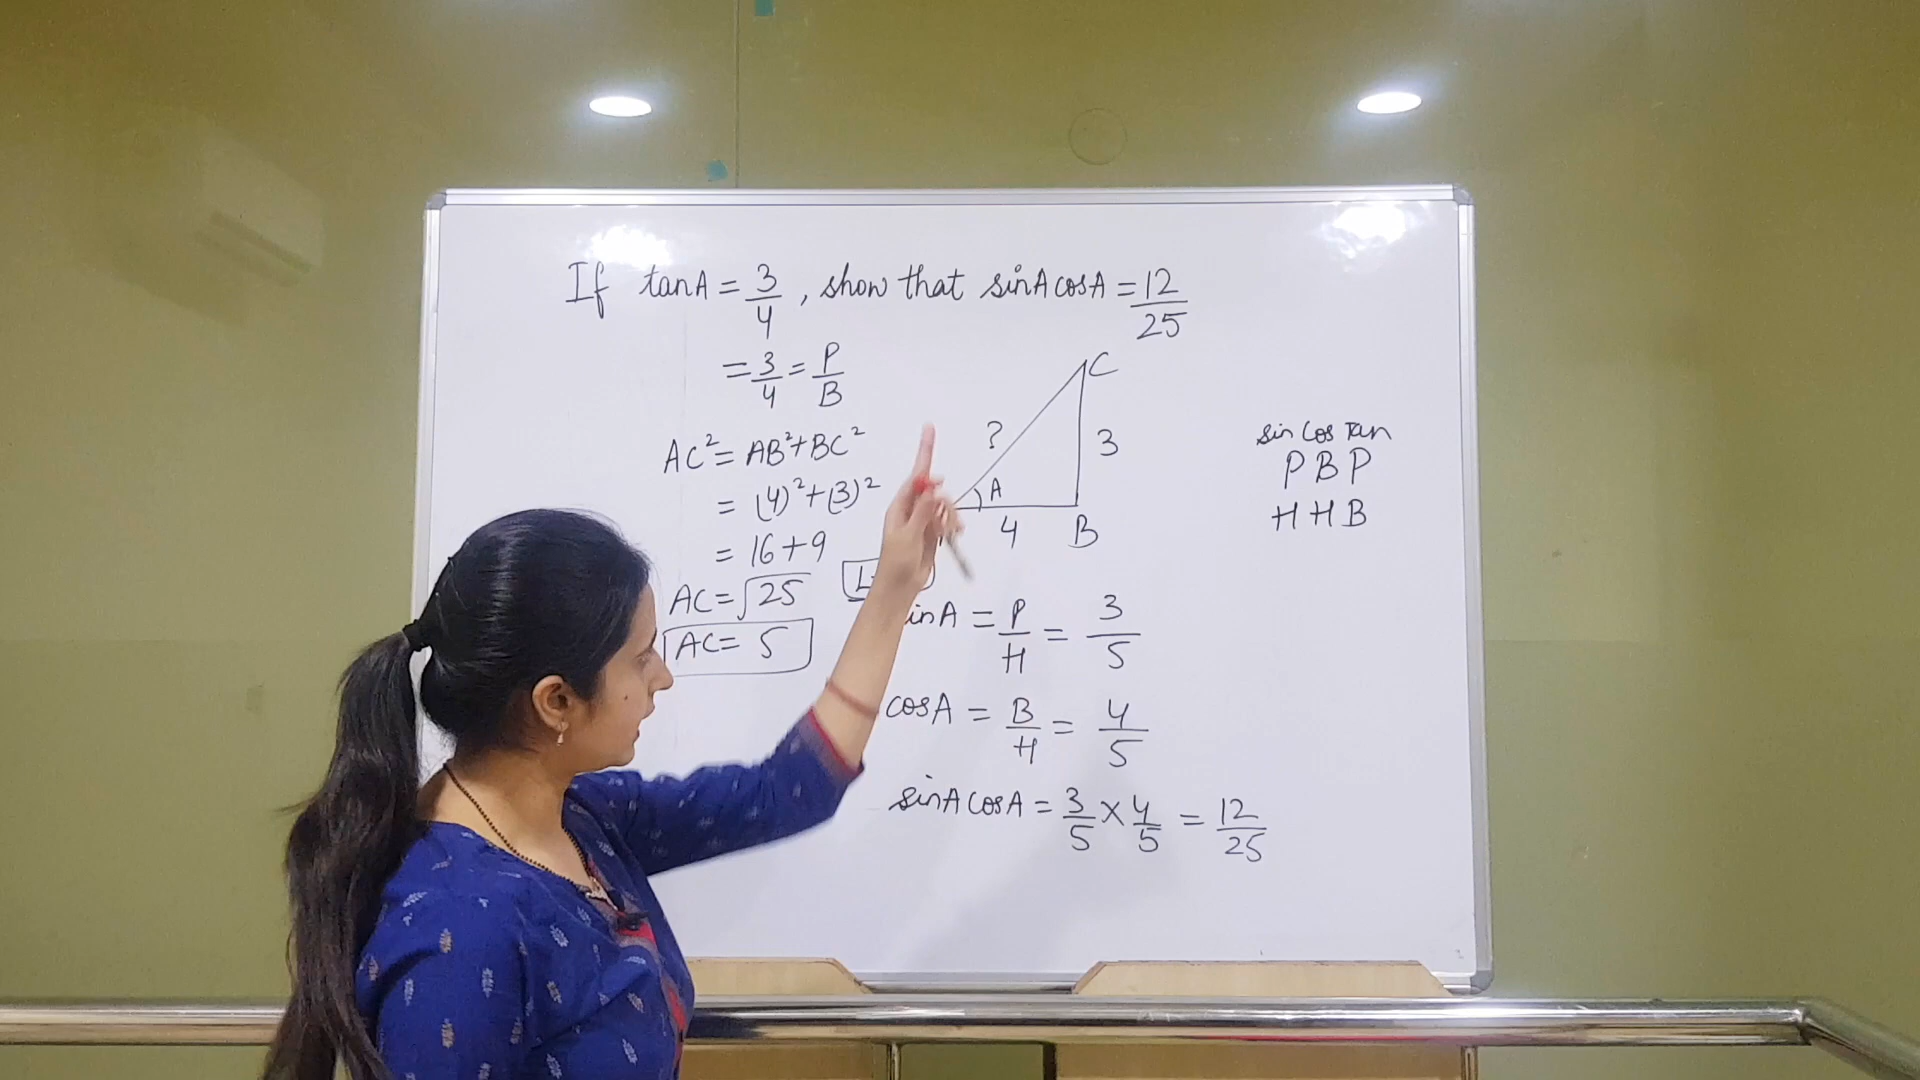 If tanA = 3/4, show that sinA cosA = 12/25
= 3/4 = P/B
AC² = AB² + BC²
= (4)² + (3)²
= 16 + 9
AC = √25
AC = 5
C
?
3
A
4
B
sin cos Tan
P B P
H H B
inA = P/H = 3/5
cosA = B/H = 4/5
sinA cosA = 3/5 × 4/5 = 12/25